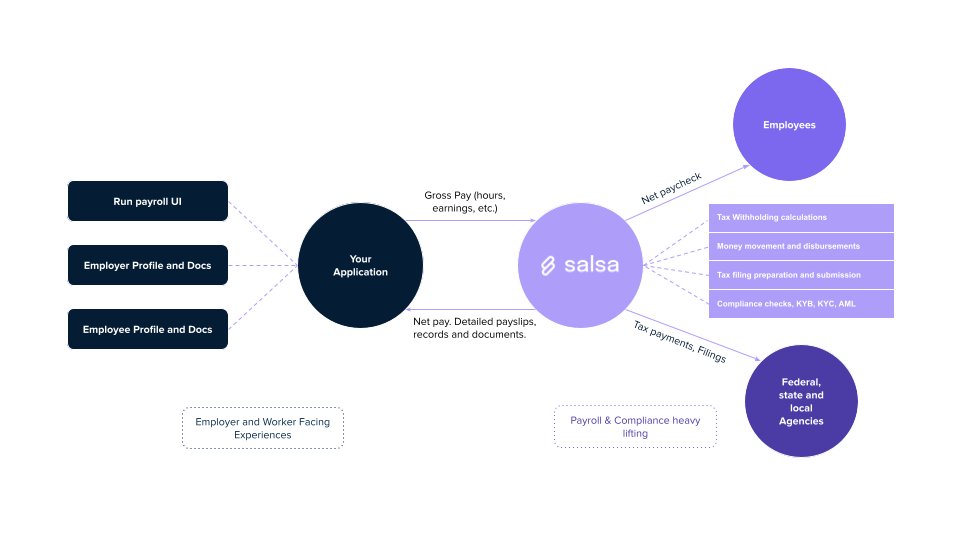 Employees
Net paycheck
Run payroll UI
Gross Pay (hours,
earnings, etc.)
Tax Withholding calculations
Money movement and disbursements
Tax filing preparation and submission
Compliance checks, KYB, KYC, AML
Employer Profile and Docs
Your
Application
salsa
Employee Profile and Docs
Net pay. Detailed payslips,
records and documents.
Tax payments, Filings
Federal,
state and
local
Agencies
Employer and Worker Facing
Experiences
Payroll & Compliance heavy
lifting